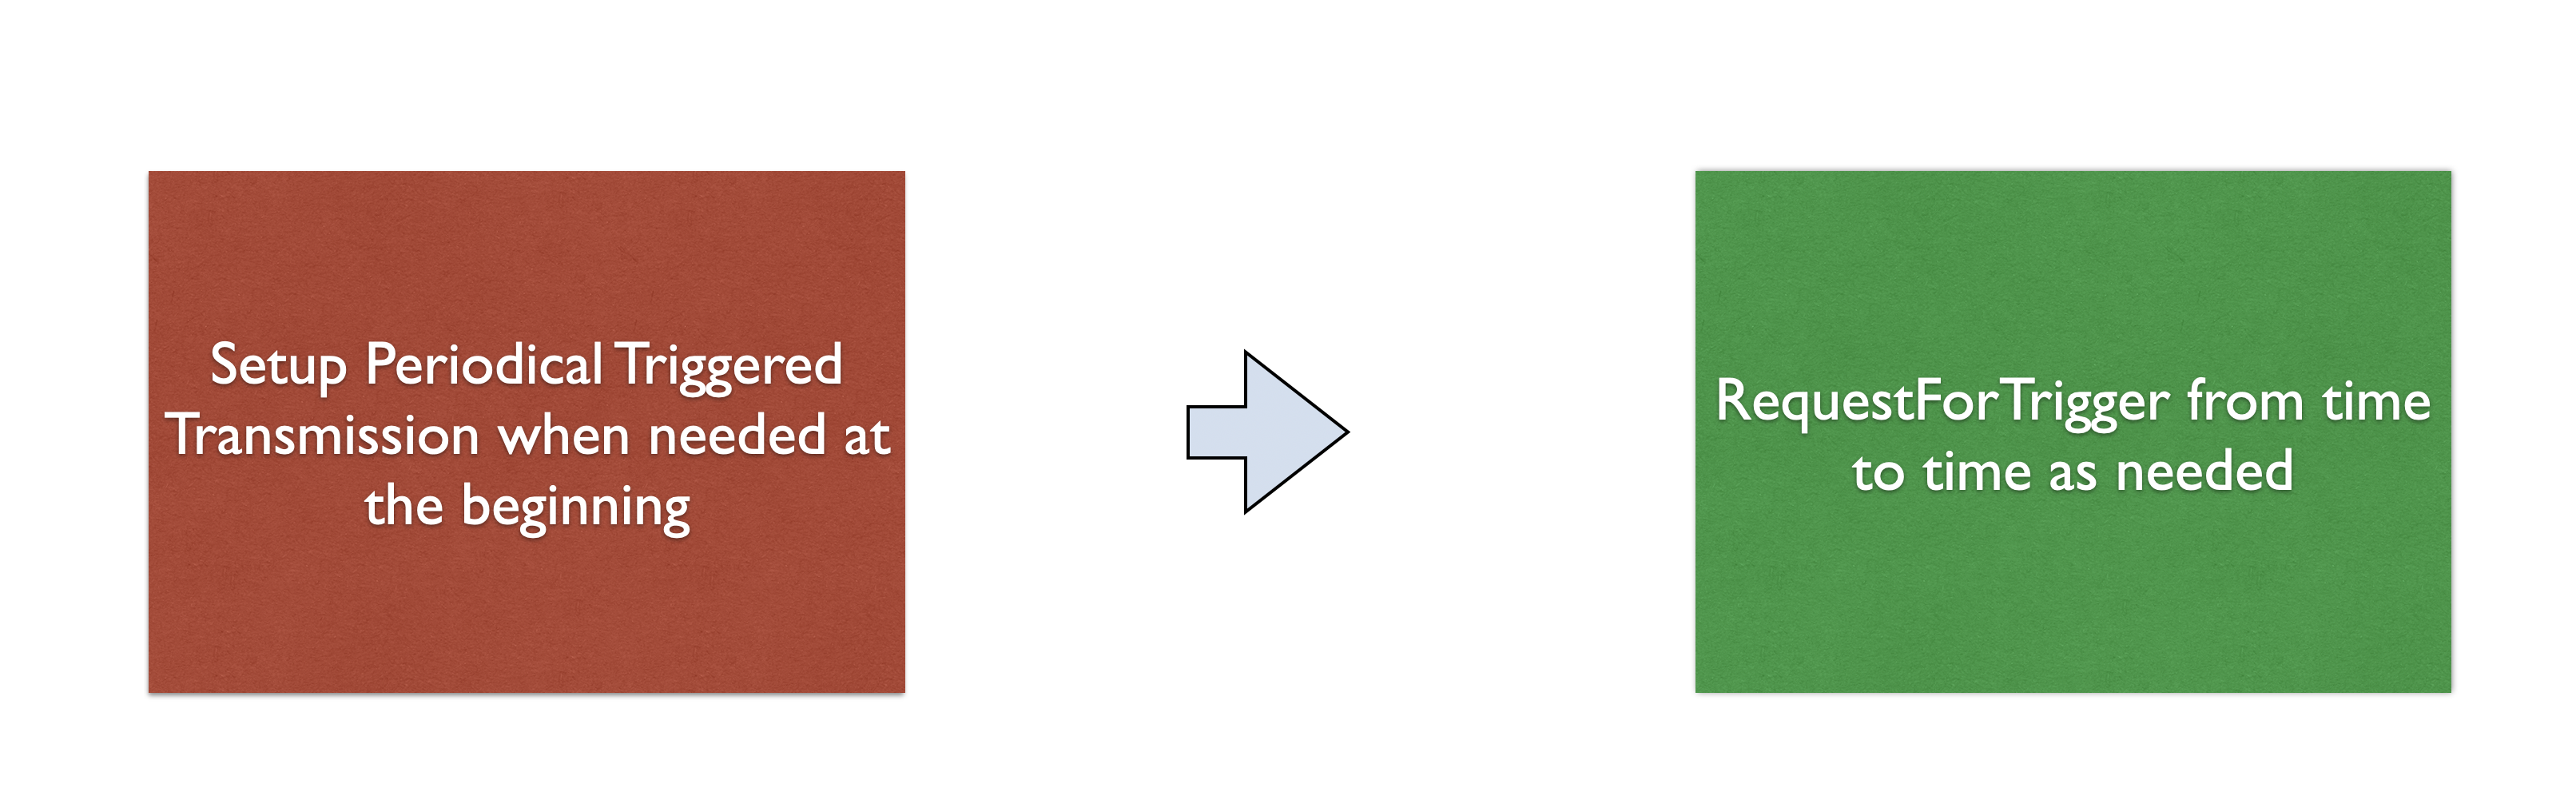 Setup Periodical Triggered
Transmission when needed at
the beginning
RequestForTrigger from time
to time as needed